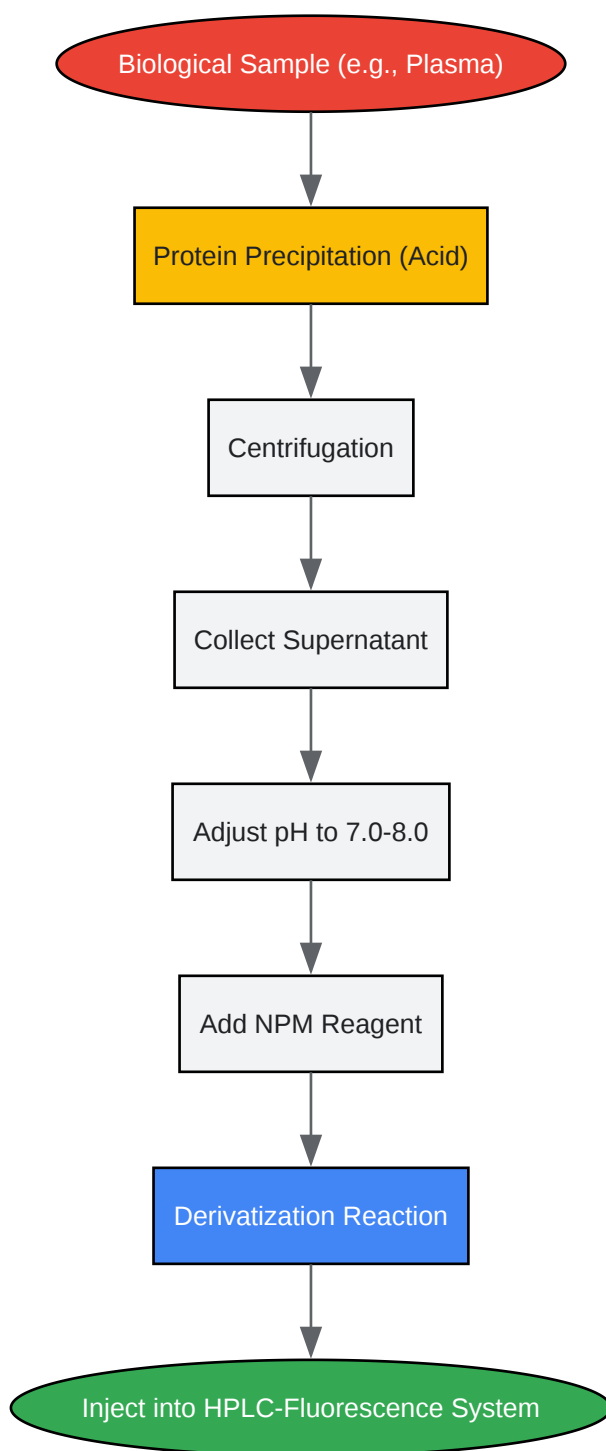 Biological Sample (e.g., Plasma)
Protein Precipitation (Acid)
Centrifugation
Collect Supernatant
Adjust pH to 7.0-8.0
Add NPM Reagent
Derivatization Reaction
Inject into HPLC-Fluorescence System